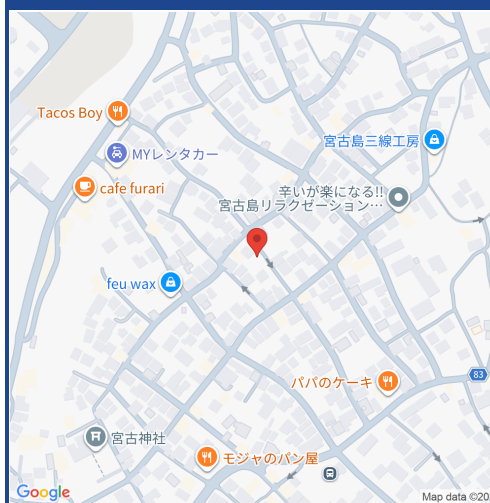 Tacos Boy
MYレンタカー
宮古島三線工房
cafe furari
辛いが楽になる!!
宮古島リラクゼーション…
feu wax
パパのケーキ
83
宮古神社
モジャのパン屋
Google
Map data ©20